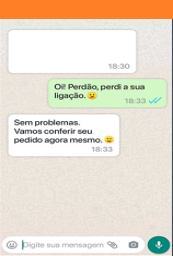 18:30
Oi! Perdão, perdi a sua
ligação.😟
18:33
Sem problemas.
Vamos conferir seu
pedido agora mesmo. 😉
18:33
Digite sua mensagem